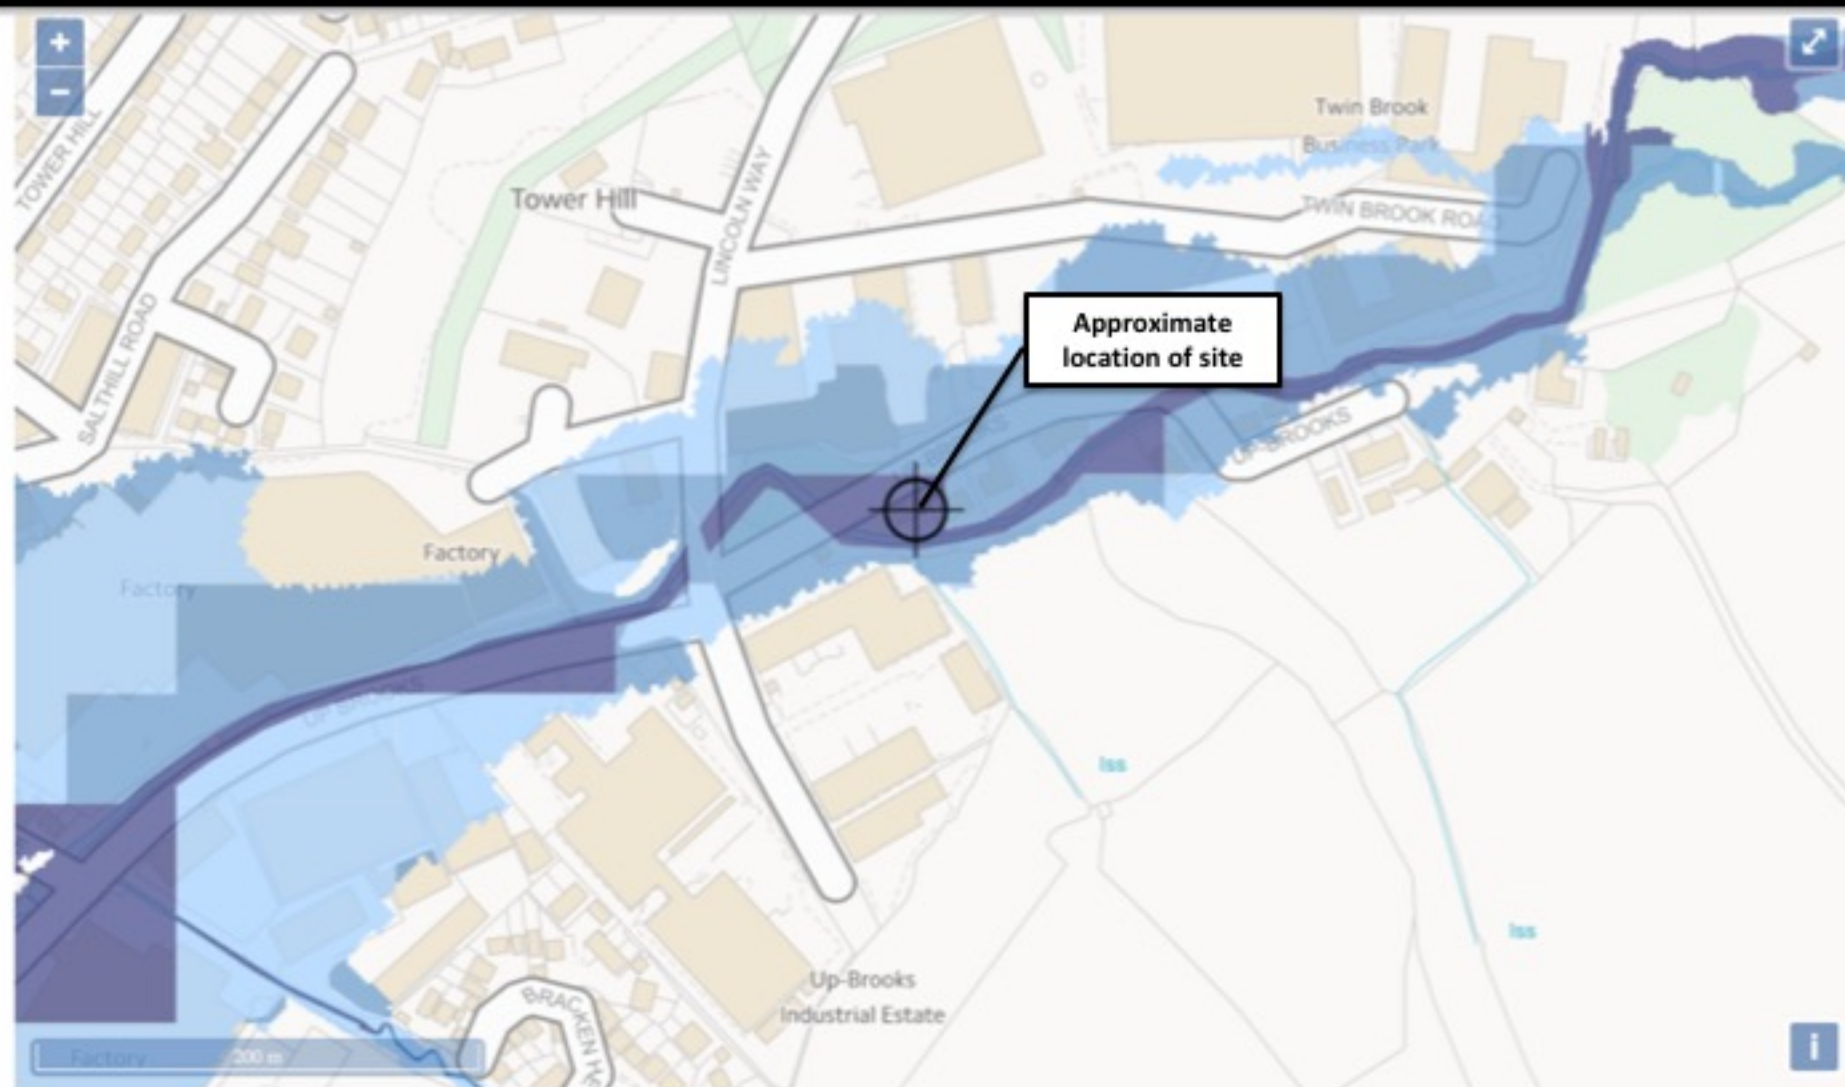 +
−
TOWER HILL
Tower Hill
LINCOLN WAY
Twin Brook
Business Park
TWIN BROOK ROAD
SALTHILL ROAD
Approximate
location of site
UP-BROOKS
Factory
Factory
UP BROOKS
Iss
Iss
Up-Brooks
Industrial Estate
BRACKEN H
Factory
200 m
i